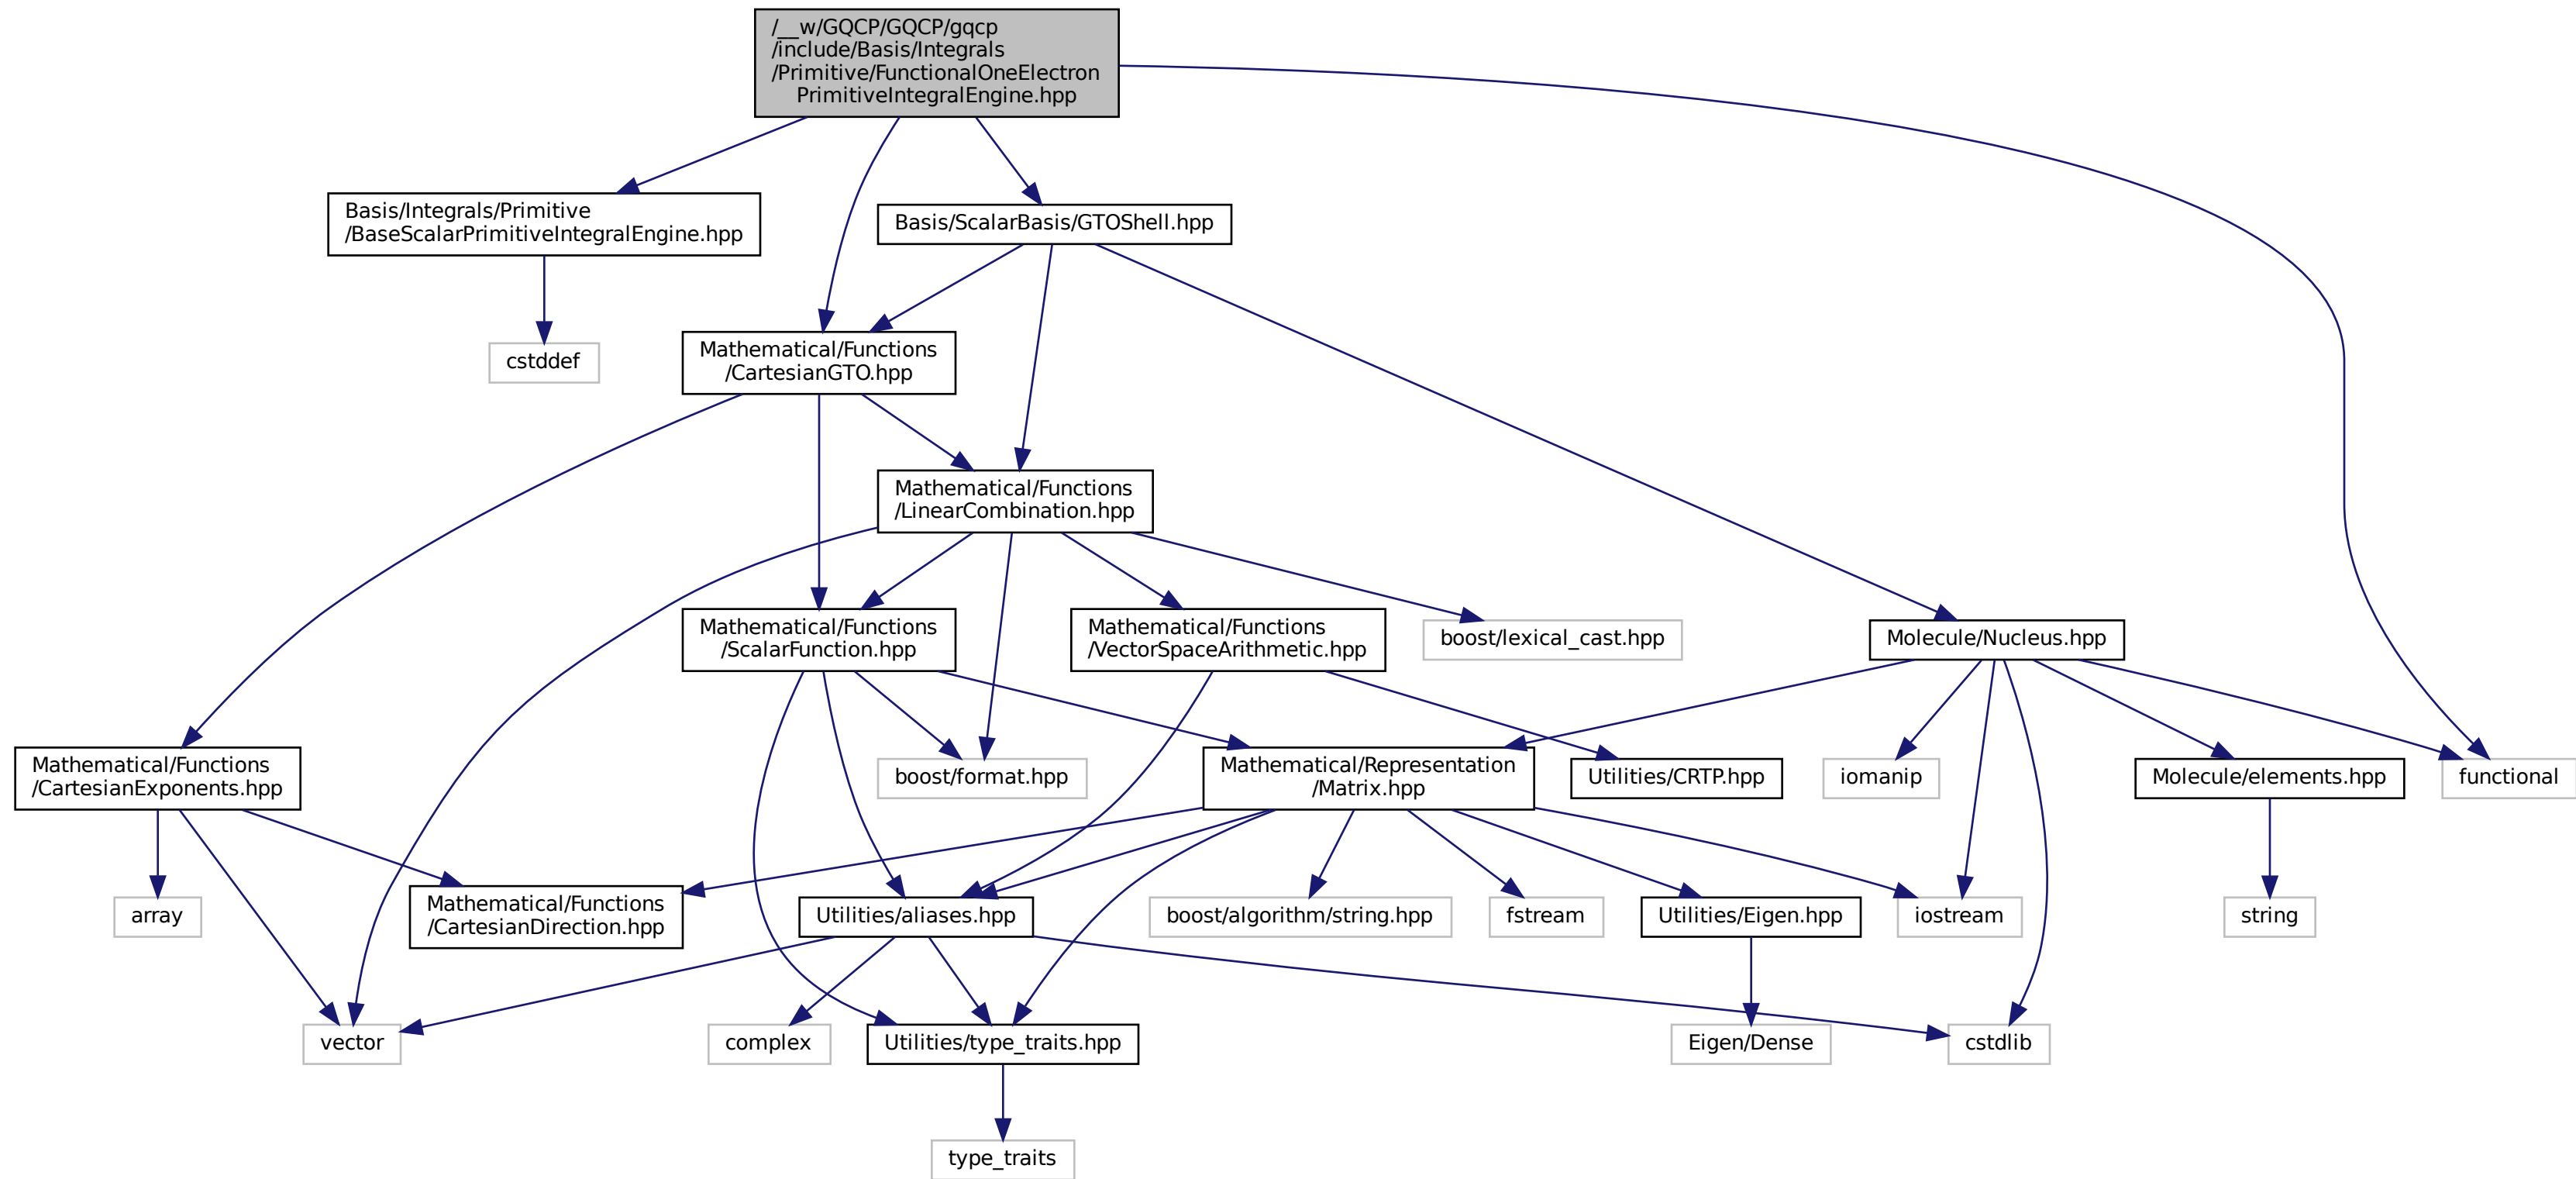 /__w/GQCP/GQCP/gqcp
/include/Basis/Integrals
/Primitive/FunctionalOneElectron
PrimitiveIntegralEngine.hpp
Basis/Integrals/Primitive
/BaseScalarPrimitiveIntegralEngine.hpp
Basis/ScalarBasis/GTOShell.hpp
cstddef
Mathematical/Functions
/CartesianGTO.hpp
Mathematical/Functions
/LinearCombination.hpp
Mathematical/Functions
/ScalarFunction.hpp
Mathematical/Functions
/VectorSpaceArithmetic.hpp
boost/lexical_cast.hpp
Molecule/Nucleus.hpp
Mathematical/Functions
/CartesianExponents.hpp
boost/format.hpp
Mathematical/Representation
/Matrix.hpp
Utilities/CRTP.hpp
iomanip
Molecule/elements.hpp
functional
array
Mathematical/Functions
/CartesianDirection.hpp
Utilities/aliases.hpp
boost/algorithm/string.hpp
fstream
Utilities/Eigen.hpp
iostream
string
vector
complex
Utilities/type_traits.hpp
Eigen/Dense
cstdlib
type_traits